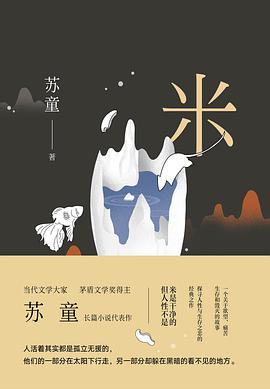 苏童
著
米
一个关于欲望、痛苦
生存和毁灭的故事
探讨人性与生存之恶的
经典之作
米是干净的
但人性不是
当代文学大家 茅盾文学奖得主
苏童 长篇小说代表作
人活着其实都是孤立无援的，
他们的一部分在太阳下行走，另一部分却躲在黑暗的看不见的地方。